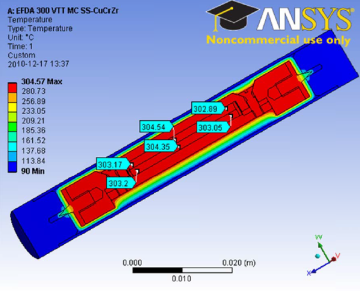 A: EFDA 300 VTT MC SS-CuCrZr
Temperature
Type: Temperature
Unit: °C
Time: 1
Custom
2010-12-17 13:37
ANSYS
Noncommercial use only
304.57 Max
280.73
256.89
233.05
209.21
185.36
161.52
137.68
113.84
90 Min
302.89
304.54
303.05
304.35
303.17
303.2
0.000
0.020 (m)
0.010
Y
X